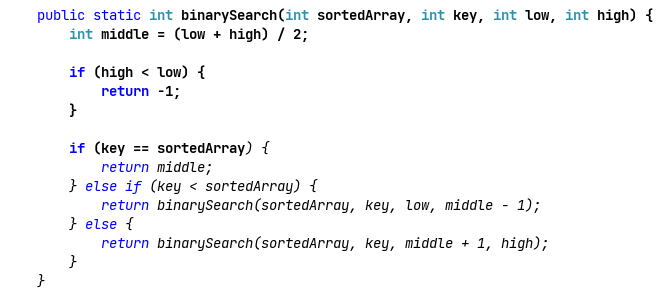 public static int binarySearch(int sortedArray, int key, int low, int high) {
    int middle = (low + high) / 2;

    if (high < low) {
        return -1;
    }

    if (key == sortedArray) {
        return middle;
    } else if (key < sortedArray) {
        return binarySearch(sortedArray, key, low, middle - 1);
    } else {
        return binarySearch(sortedArray, key, middle + 1, high);
    }
}